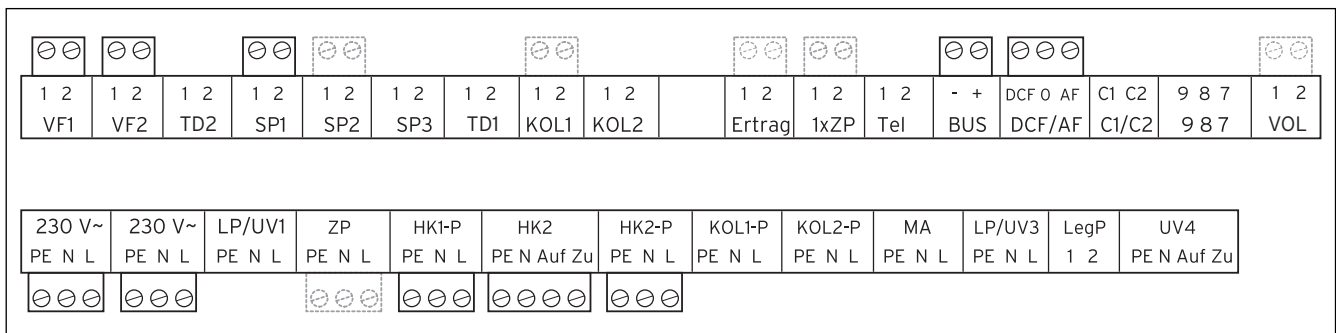 1 2 1 2 1 2 1 2 1 2 1 2 1 2 1 2 1 2 1 2 1 2 1 2 - + DCF 0 AF C1 C2 9 8 7 1 2
VF1 VF2 TD2 SP1 SP2 SP3 TD1 KOL1 KOL2 Ertrag 1xZP Tel BUS DCF/AF C1/C2 9 8 7 VOL
230 V~ 230 V~ LP/UV1 ZP HK1-P HK2 HK2-P KOL1-P KOL2-P MA LP/UV3 LegP UV4
PE N L PE N L PE N L PE N L PE N L PE N Auf Zu PE N L PE N L PE N L PE N L PE N L 1 2 PE N Auf Zu